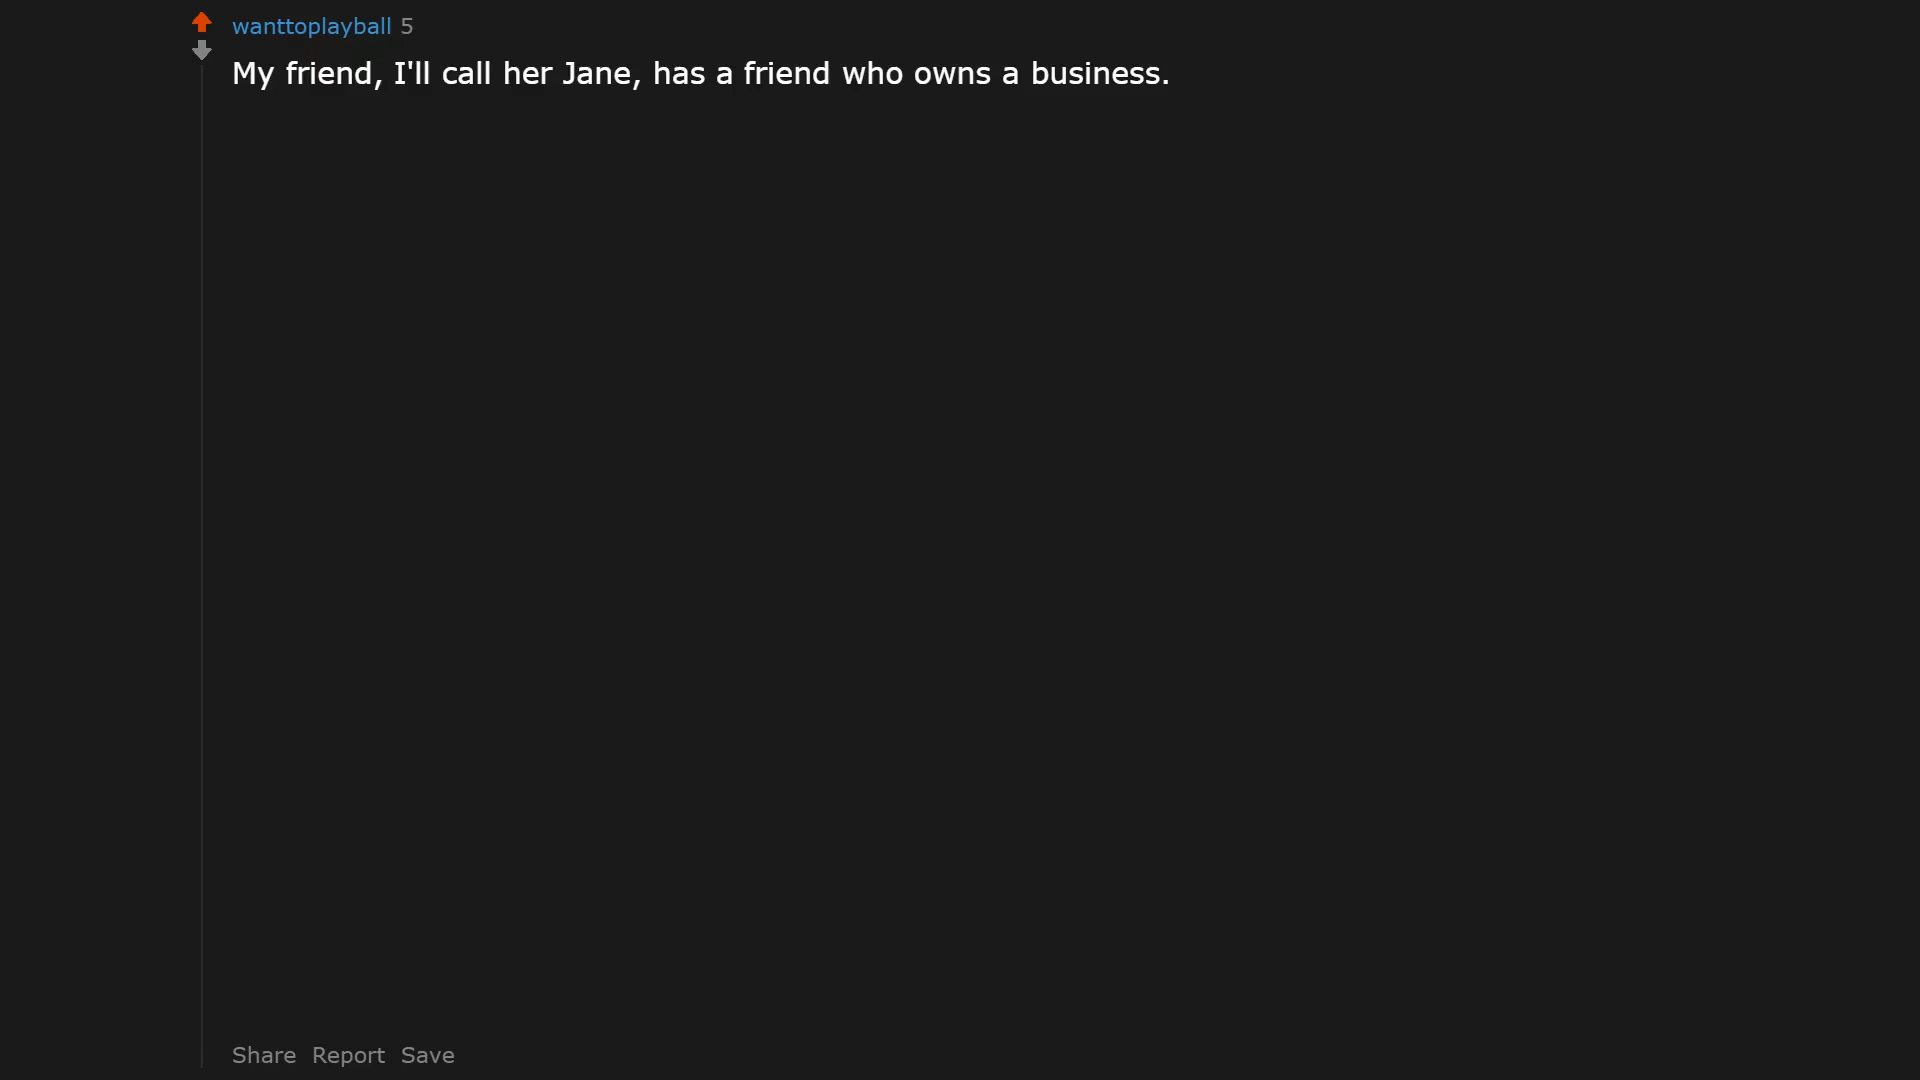 wanttoplayball 5
My friend, I'll call her Jane, has a friend who owns a business.
Share Report Save